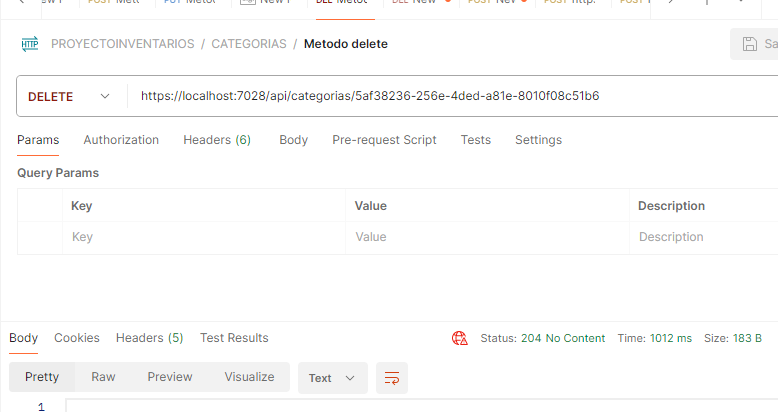 POST Mett PUT Metot New I DEL Metot DEL New POST Nev POST http: POST
HTTP PROYECTOINVENTARIOS / CATEGORIAS / Metodo delete Sa
DELETE https://localhost:7028/api/categorias/5af38236-256e-4ded-a81e-8010f08c51b6
Params Authorization Headers (6) Body Pre-request Script Tests Settings
Query Params
Key Value Description
Key Value Description
Body Cookies Headers (5) Test Results Status: 204 No Content Time: 1012 ms Size: 183 B
Pretty Raw Preview Visualize Text
1